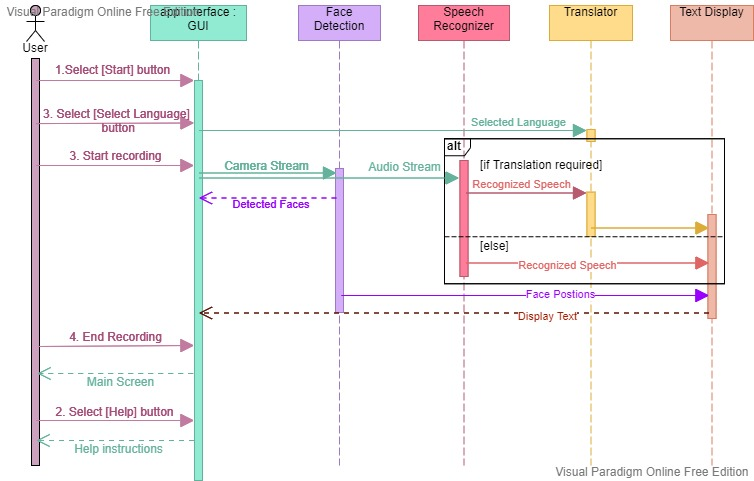 Visual Paradigm Online Free Edition
appInterface :
GUI
Face
Detection
Speech
Recognizer
Translator
Text Display
User
1.Select [Start] button
3. Select [Select Language]
button
Selected Language
alt
3. Start recording
Camera Stream
Audio Stream
[if Translation required]
Recognized Speech
Detected Faces
[else]
Recognized Speech
Face Postions
Display Text
4. End Recording
Main Screen
2. Select [Help] button
Help instructions
Visual Paradigm Online Free Edition